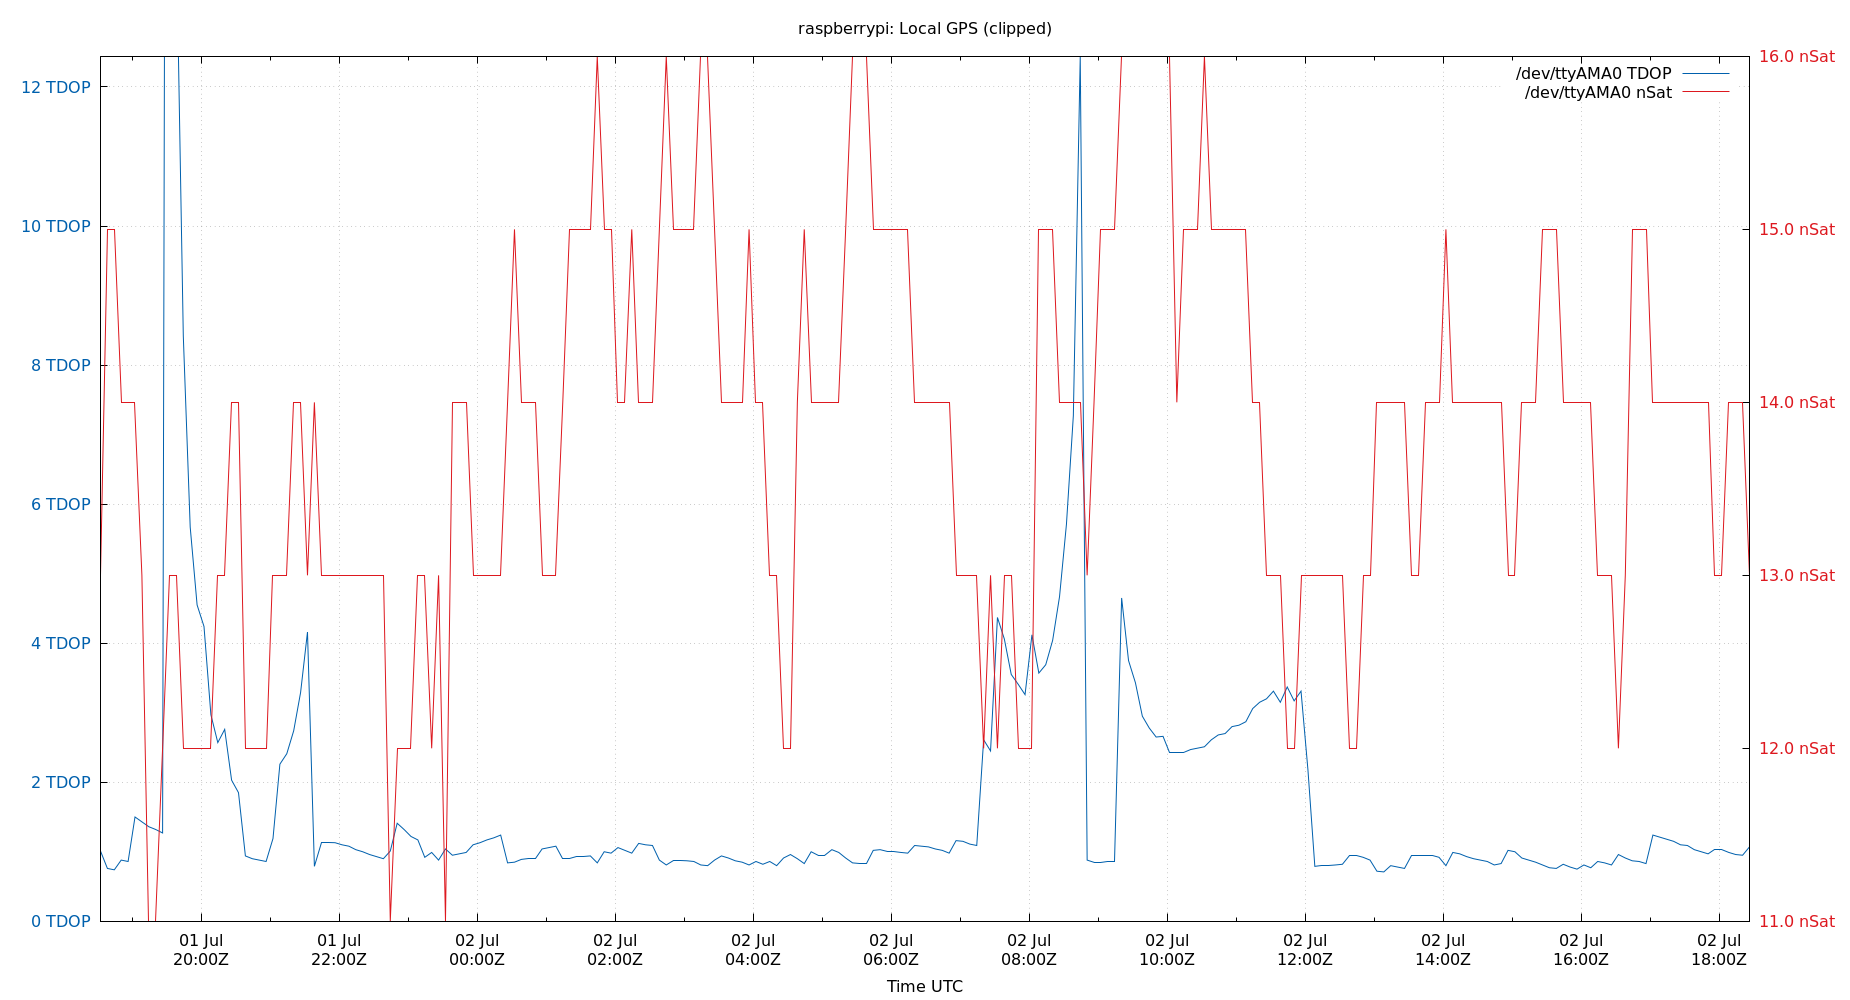 raspberrypi: Local GPS (clipped)
/dev/ttyAMA0 TDOP
/dev/ttyAMA0 nSat
12 TDOP
10 TDOP
8 TDOP
6 TDOP
4 TDOP
2 TDOP
0 TDOP
16.0 nSat
15.0 nSat
14.0 nSat
13.0 nSat
12.0 nSat
11.0 nSat
01 Jul
20:00Z
01 Jul
22:00Z
02 Jul
00:00Z
02 Jul
02:00Z
02 Jul
04:00Z
02 Jul
06:00Z
02 Jul
08:00Z
02 Jul
10:00Z
02 Jul
12:00Z
02 Jul
14:00Z
02 Jul
16:00Z
02 Jul
18:00Z
Time UTC